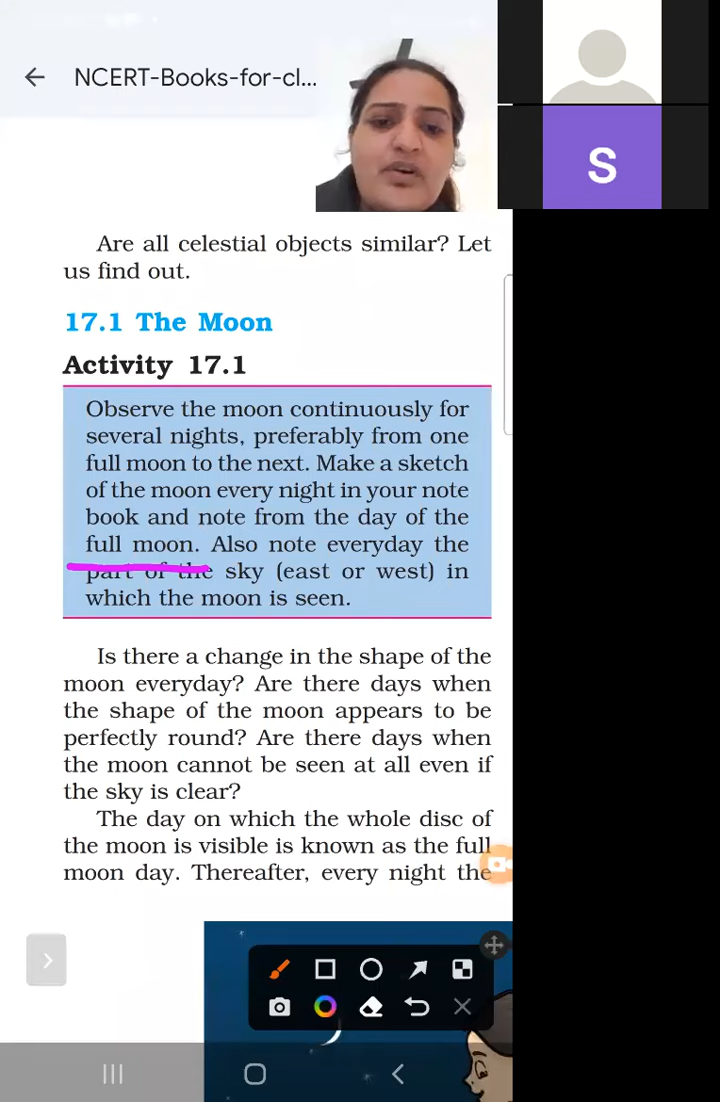 NCERT-Books-for-cl...
S
Are all celestial objects similar? Let
us find out.
17.1 The Moon
Activity 17.1
Observe the moon continuously for
several nights, preferably from one
full moon to the next. Make a sketch
of the moon every night in your note
book and note from the day of the
full moon. Also note everyday the
part of the sky (east or west) in
which the moon is seen.
Is there a change in the shape of the
moon everyday? Are there days when
the shape of the moon appears to be
perfectly round? Are there days when
the moon cannot be seen at all even if
the sky is clear?
The day on which the whole disc of
the moon is visible is known as the full
moon day. Thereafter, every night the